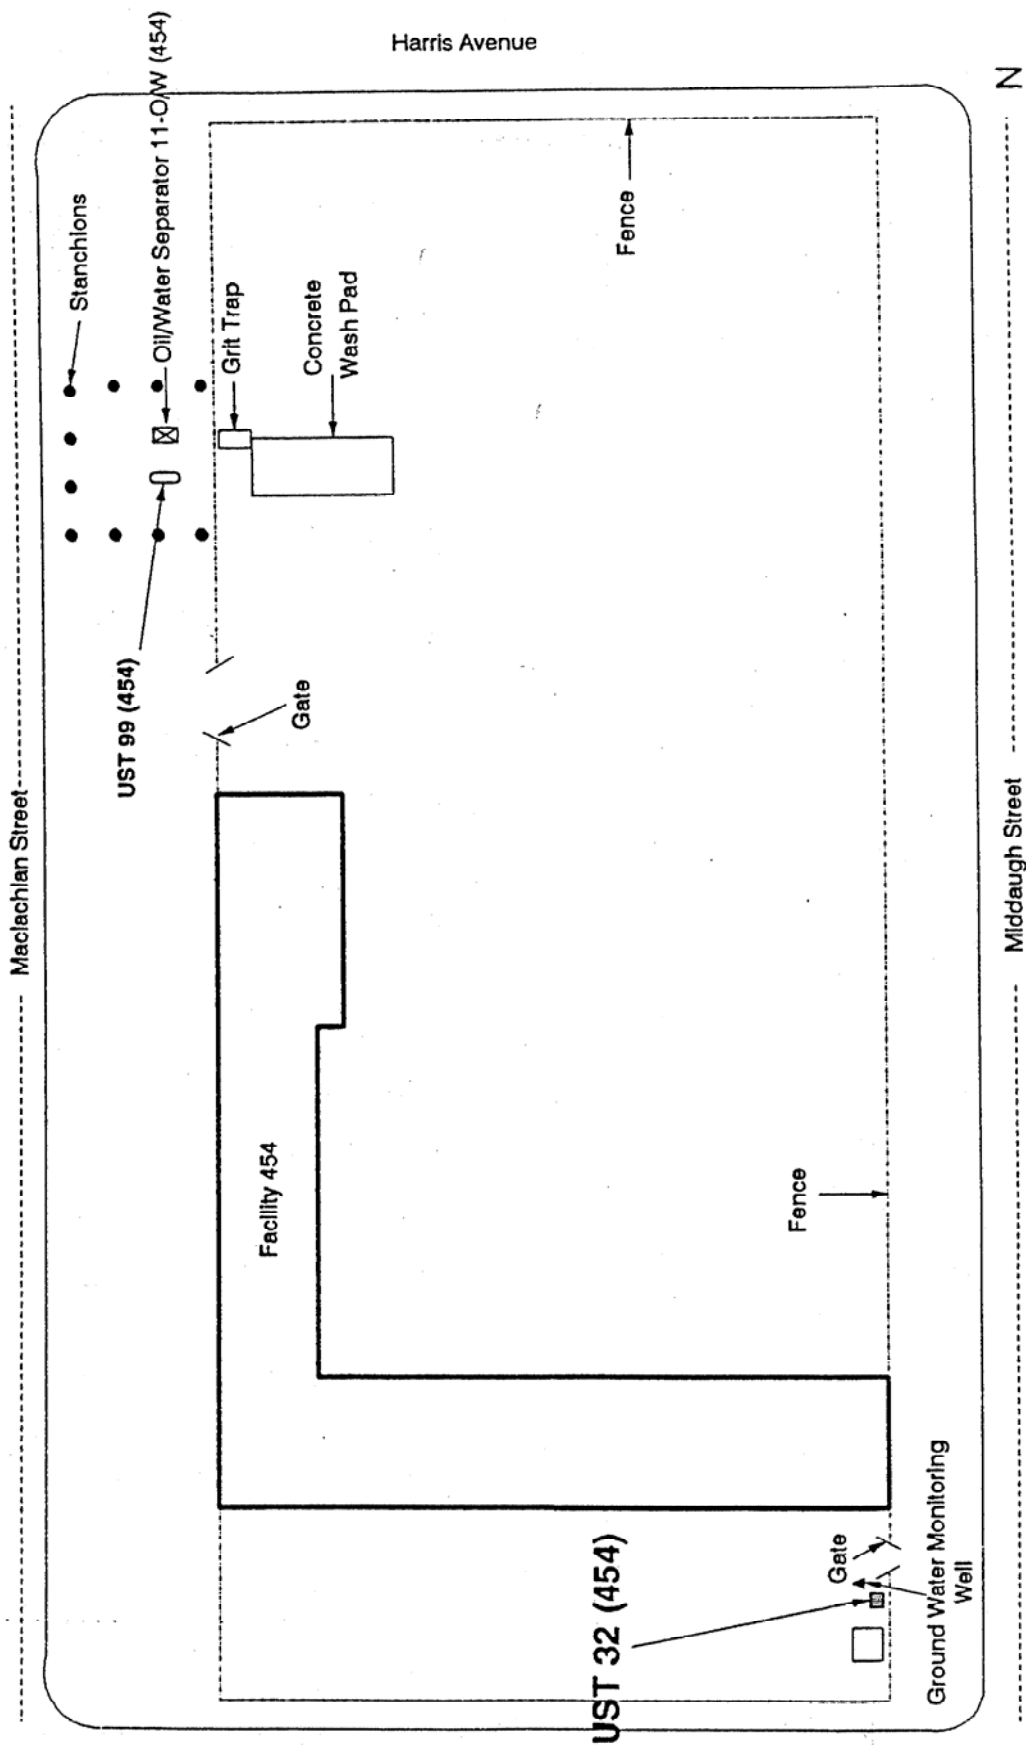 Harris Avenue
N
Maclachlan Street
Stanchions
Oil/Water Separator 11-O/W (454)
Grit Trap
Concrete
Wash Pad
Fence
UST 99 (454)
Gate
Facility 454
Fence
Middaugh Street
UST 32 (454)
Gate
Ground Water Monitoring
Well